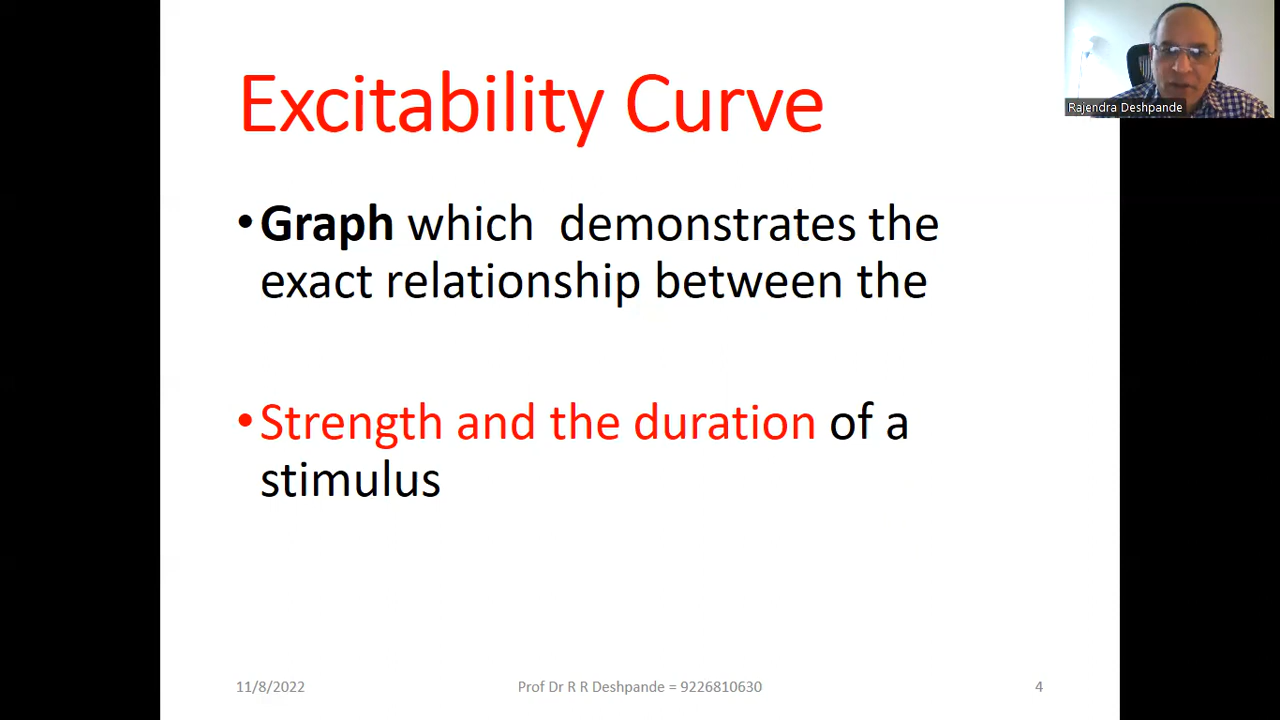 Excitability Curve
Rajendra Deshpande
•Graph which demonstrates the
exact relationship between the
•Strength and the duration of a
stimulus
11/8/2022
Prof Dr R R Deshpande = 9226810630
4